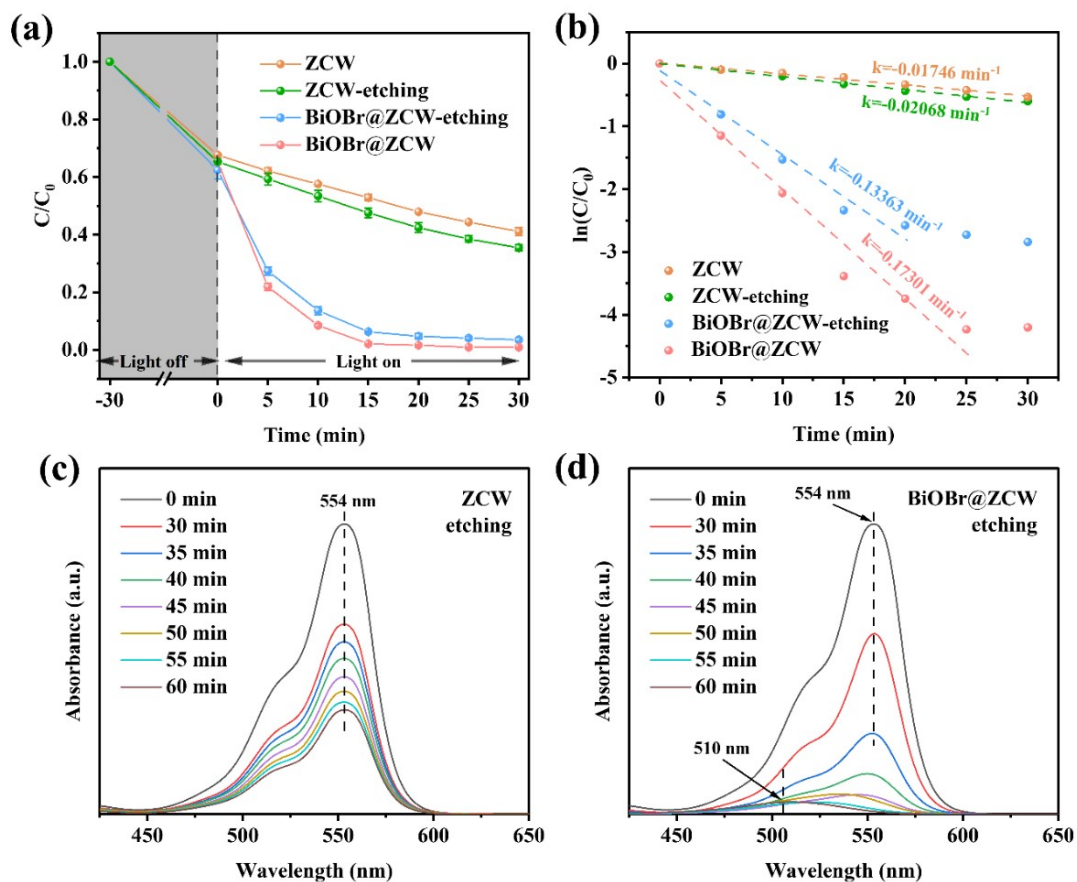 (a)
ZCW
ZCW-etching
BiOBr@ZCW-etching
BiOBr@ZCW
C/C0
1.0
0.8
0.6
0.4
0.2
0.0
Light off
Light on
-30
0
5
10
15
20
25
30
Time (min)
(b)
k=-0.01746 min-1
k=-0.02068 min-1
k=-0.13363 min-1
k=-0.17301 min-1
ln(C/C0)
0
-1
-2
-3
-4
-5
ZCW
ZCW-etching
BiOBr@ZCW-etching
BiOBr@ZCW
0
5
10
15
20
25
30
Time (min)
(c)
0 min
30 min
35 min
40 min
45 min
50 min
55 min
60 min
554 nm
ZCW
etching
Absorbance (a.u.)
450
500
550
600
650
Wavelength (nm)
(d)
0 min
30 min
35 min
40 min
45 min
50 min
55 min
60 min
554 nm
BiOBr@ZCW
etching
510 nm
Absorbance (a.u.)
450
500
550
600
650
Wavelength (nm)